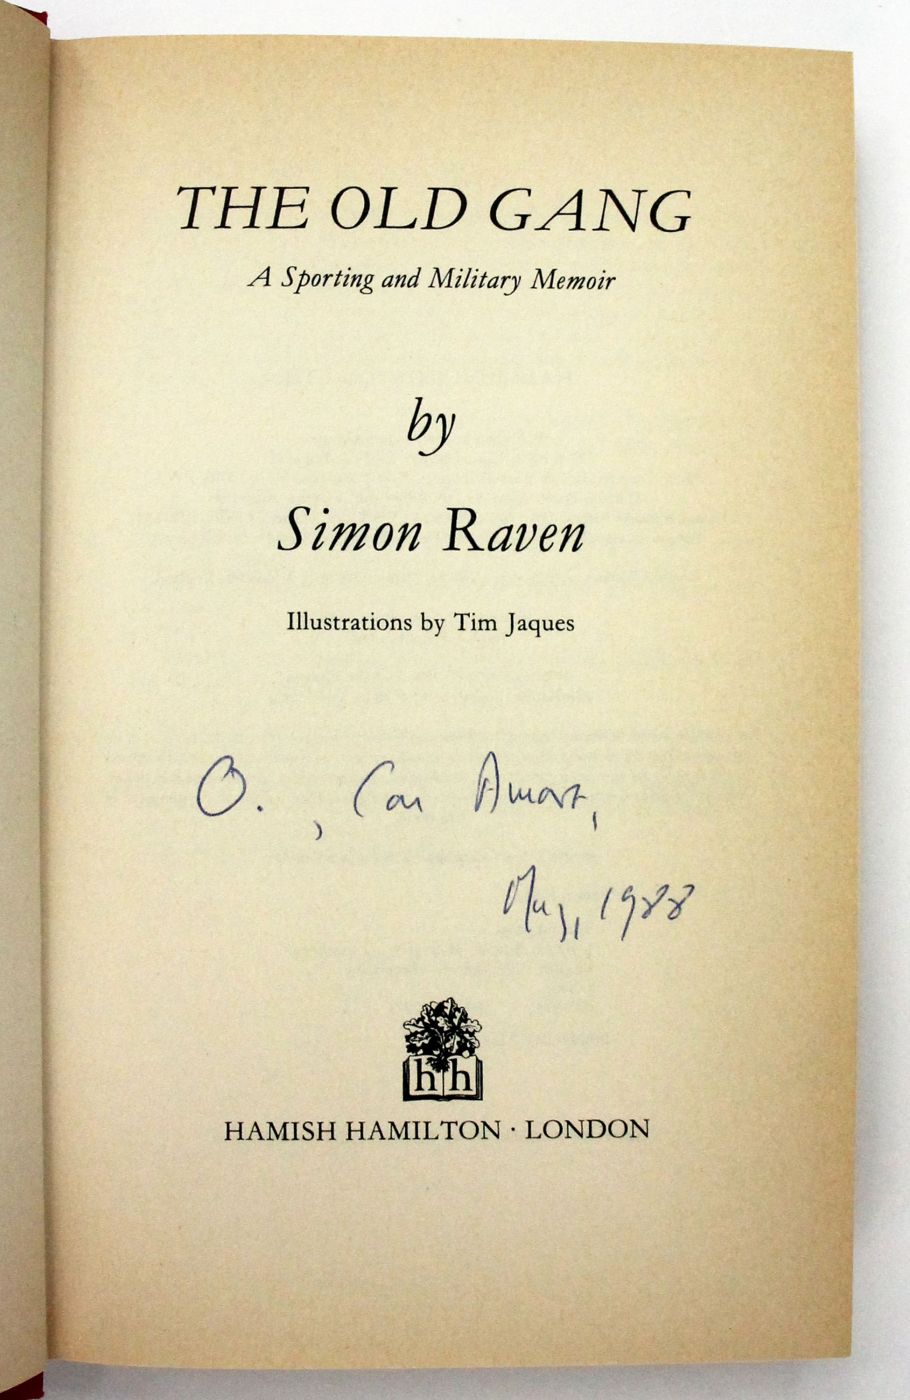 THE OLD GANG
A Sporting and Military Memoir
by
Simon Raven
Illustrations by Tim Jaques
O. , Con Amore,
May, 1988
hh
HAMISH HAMILTON · LONDON